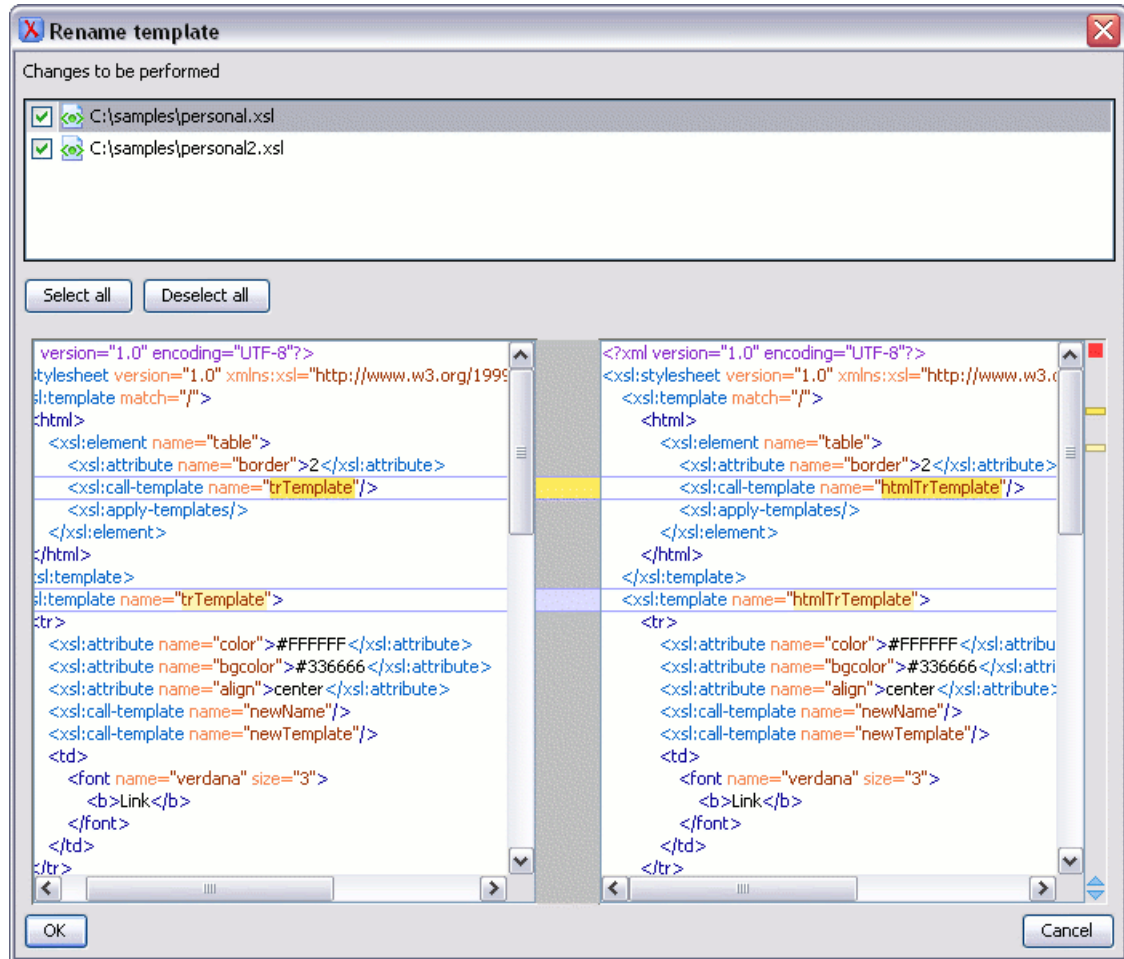 Rename template
Changes to be performed
C:\samples\personal.xsl
C:\samples\personal2.xsl
Select all
Deselect all
version="1.0" encoding="UTF-8"?>
tylesheet version="1.0" xmlns:xsl="http://www.w3.org/1999
sl:template match="/">
<html>
<xsl:element name="table">
<xsl:attribute name="border">2</xsl:attribute>
<xsl:call-template name="trTemplate"/>
<xsl:apply-templates/>
</xsl:element>
</html>
xsl:template>
sl:template name="trTemplate">
<tr>
<xsl:attribute name="color">#FFFFFF</xsl:attribute>
<xsl:attribute name="bgcolor">#336666</xsl:attribute>
<xsl:attribute name="align">center</xsl:attribute>
<xsl:call-template name="newName"/>
<xsl:call-template name="newTemplate"/>
<td>
<font name="verdana" size="3">
<b>Link</b>
</font>
</td>
</tr>
<?xml version="1.0" encoding="UTF-8"?>
<xsl:stylesheet version="1.0" xmlns:xsl="http://www.w3.o
<xsl:template match="/">
<html>
<xsl:element name="table">
<xsl:attribute name="border">2</xsl:attribute>
<xsl:call-template name="htmlTrTemplate"/>
<xsl:apply-templates/>
</xsl:element>
</html>
</xsl:template>
<xsl:template name="htmlTrTemplate">
<tr>
<xsl:attribute name="color">#FFFFFF</xsl:attribu
<xsl:attribute name="bgcolor">#336666</xsl:attri
<xsl:attribute name="align">center</xsl:attribute>
<xsl:call-template name="newName"/>
<xsl:call-template name="newTemplate"/>
<td>
<font name="verdana" size="3">
<b>Link</b>
</font>
</td>
</tr>
OK
Cancel